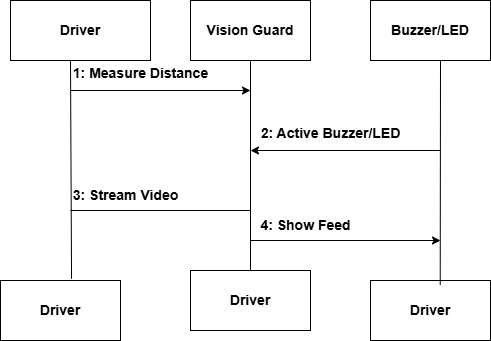 Driver
Vision Guard
Buzzer/LED
1: Measure Distance
2: Active Buzzer/LED
3: Stream Video
4: Show Feed
Driver
Driver
Driver